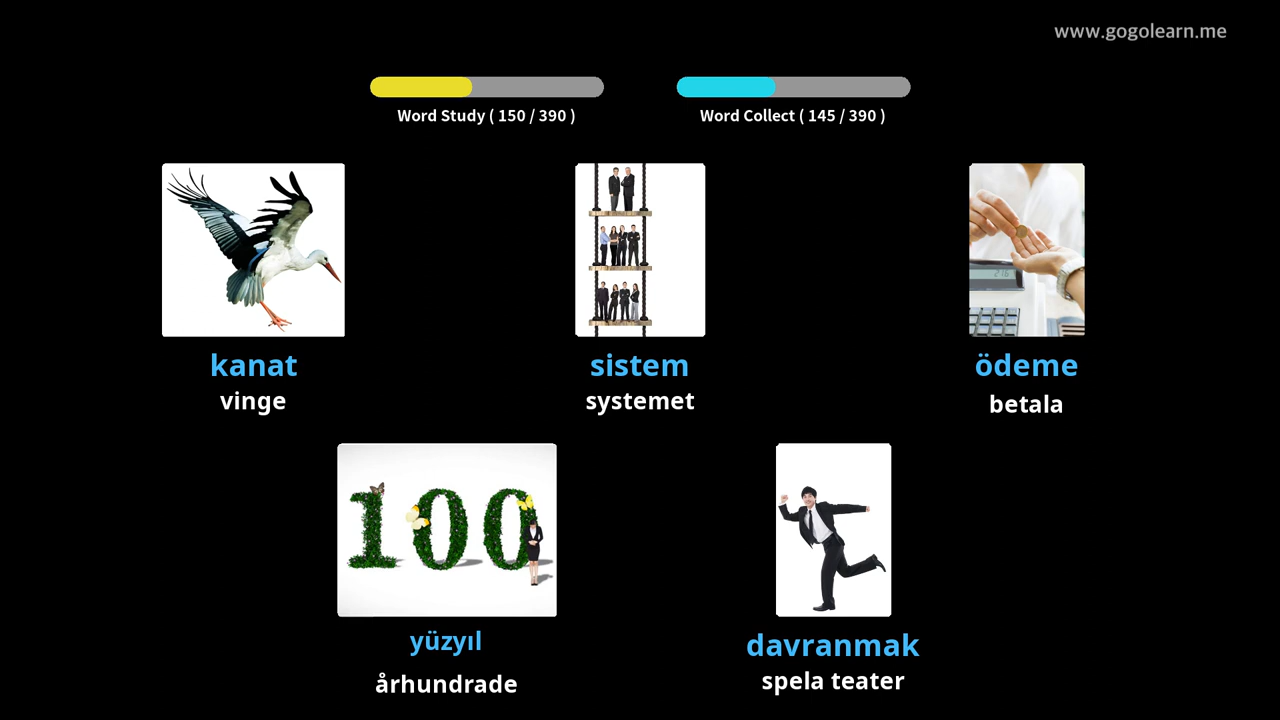 www.gogolearn.me
Word Study ( 150 / 390 )
Word Collect ( 145 / 390 )
kanat
vinge
sistem
systemet
ödeme
betala
100
yüzyıl
århundrade
davranmak
spela teater